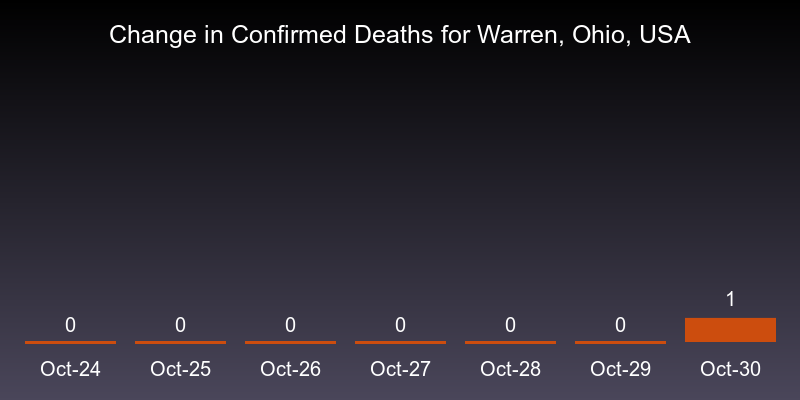 Change in Confirmed Deaths for Warren, Ohio, USA
1
0 0 0 0 0 0
Oct-24 Oct-25 Oct-26 Oct-27 Oct-28 Oct-29 Oct-30